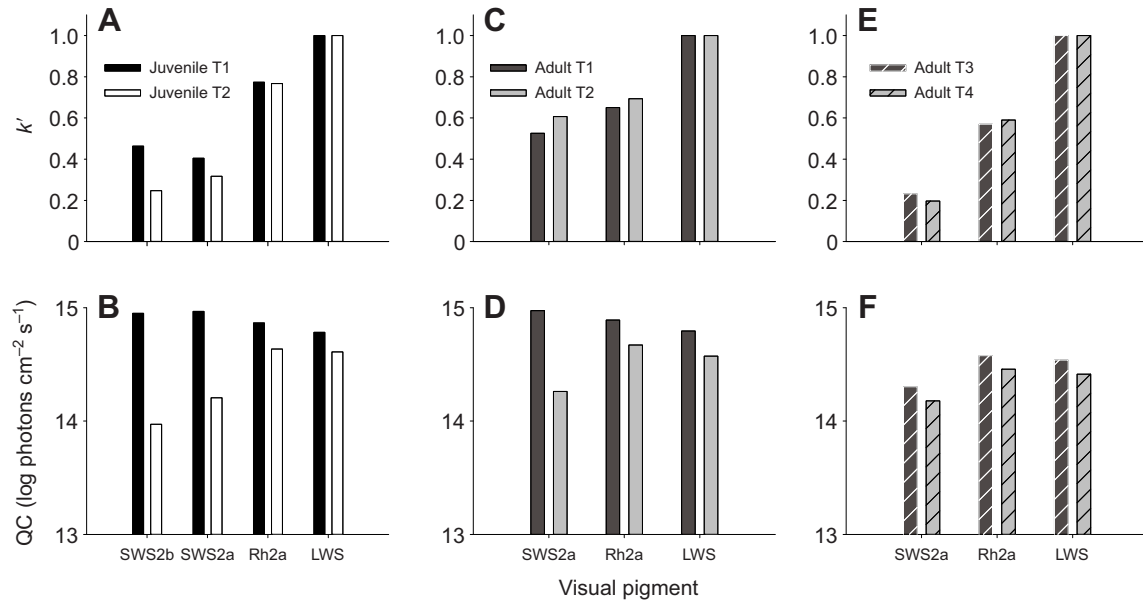 A
C
E
k′
1.0
0.8
0.6
0.4
0.2
0
Juvenile T1
Juvenile T2
1.0
0.8
0.6
0.4
0.2
0
Adult T1
Adult T2
1.0
0.8
0.6
0.4
0.2
0
Adult T3
Adult T4
B
D
F
QC (log photons cm−2 s−1)
15
14
13
15
14
13
15
14
13
SWS2b SWS2a Rh2a LWS
SWS2a Rh2a LWS
SWS2a Rh2a LWS
Visual pigment